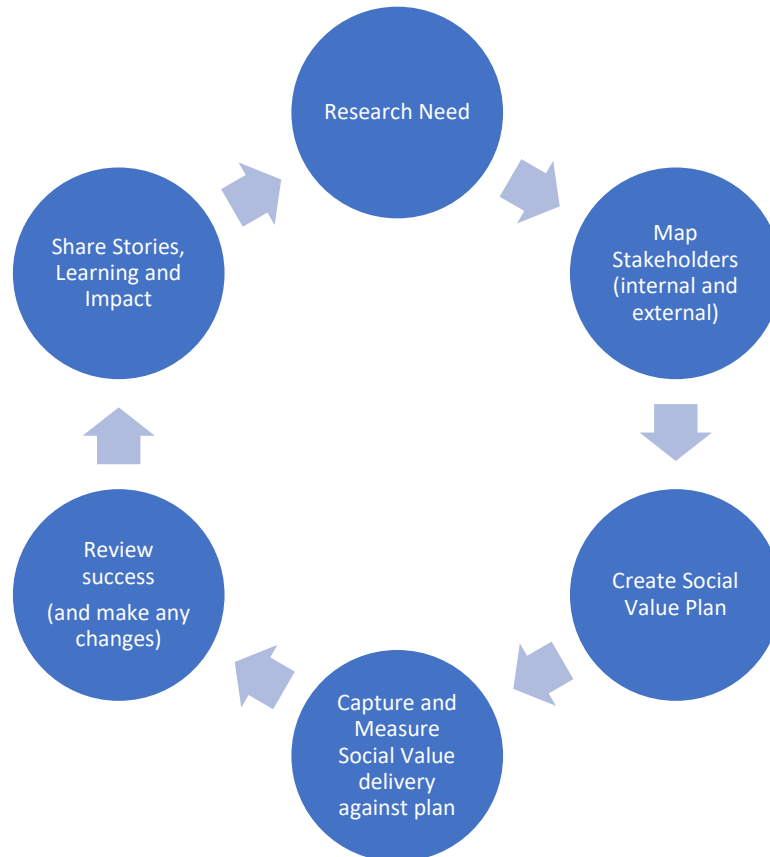 Research Need
Map
Stakeholders
(internal and
external)
Create Social
Value Plan
Capture and
Measure
Social Value
delivery
against plan
Review
success
(and make any
changes)
Share Stories,
Learning and
Impact